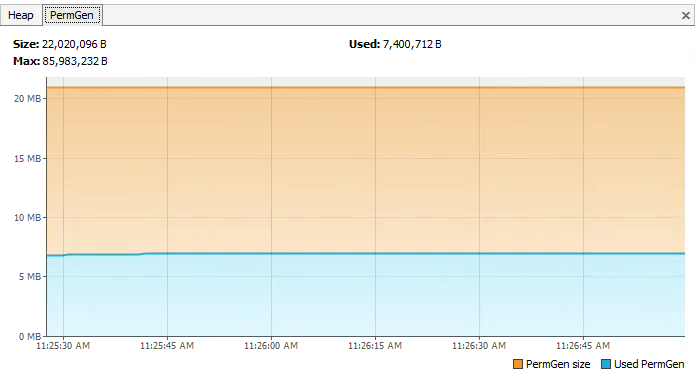 Heap PermGen
Size: 22,020,096 B Used: 7,400,712 B
Max: 85,983,232 B
20 MB
15 MB
10 MB
5 MB
0 MB
11:25:30 AM 11:25:45 AM 11:26:00 AM 11:26:15 AM 11:26:30 AM 11:26:45 AM
PermGen size Used PermGen